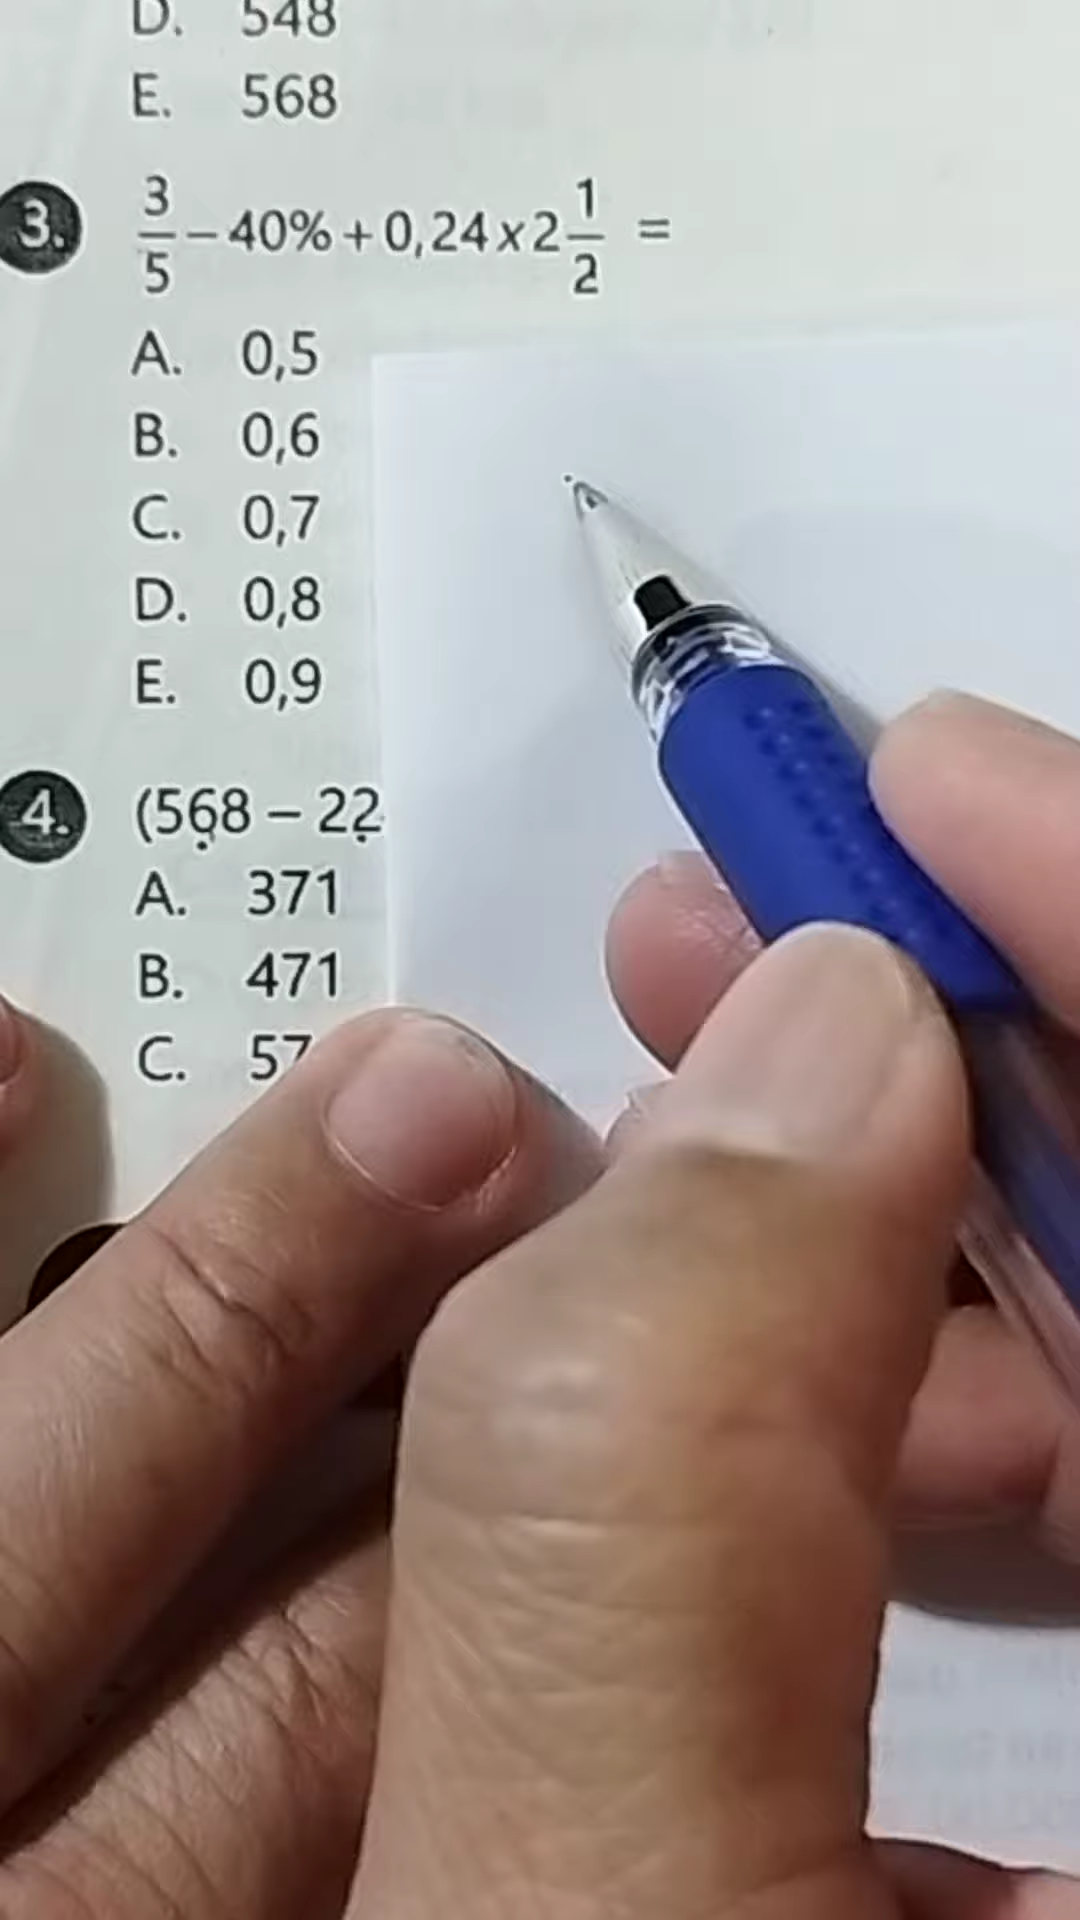 D. 548
E. 568
3. 3/5 – 40% + 0,24 x 2 1/2 =
A. 0,5
B. 0,6
C. 0,7
D. 0,8
E. 0,9
4. (568 – 22
A. 371
B. 471
C. 57